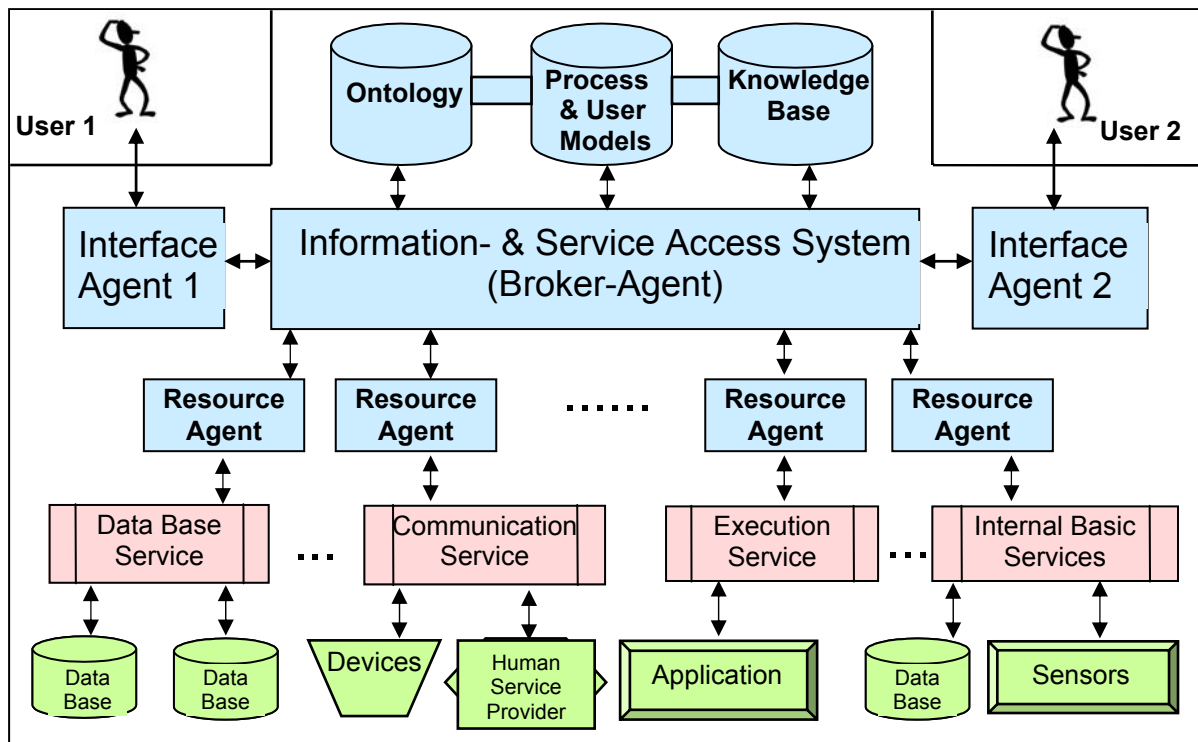 User 1
Ontology
Process
& User
Models
Knowledge
Base
User 2
Interface
Agent 1
Information- & Service Access System
(Broker-Agent)
Interface
Agent 2
Resource
Agent
Resource
Agent
......
Resource
Agent
Resource
Agent
Data Base
Service
...
Communication
Service
Execution
Service
...
Internal Basic
Services
Data
Base
Data
Base
Devices
Human
Service
Provider
Application
Data
Base
Sensors